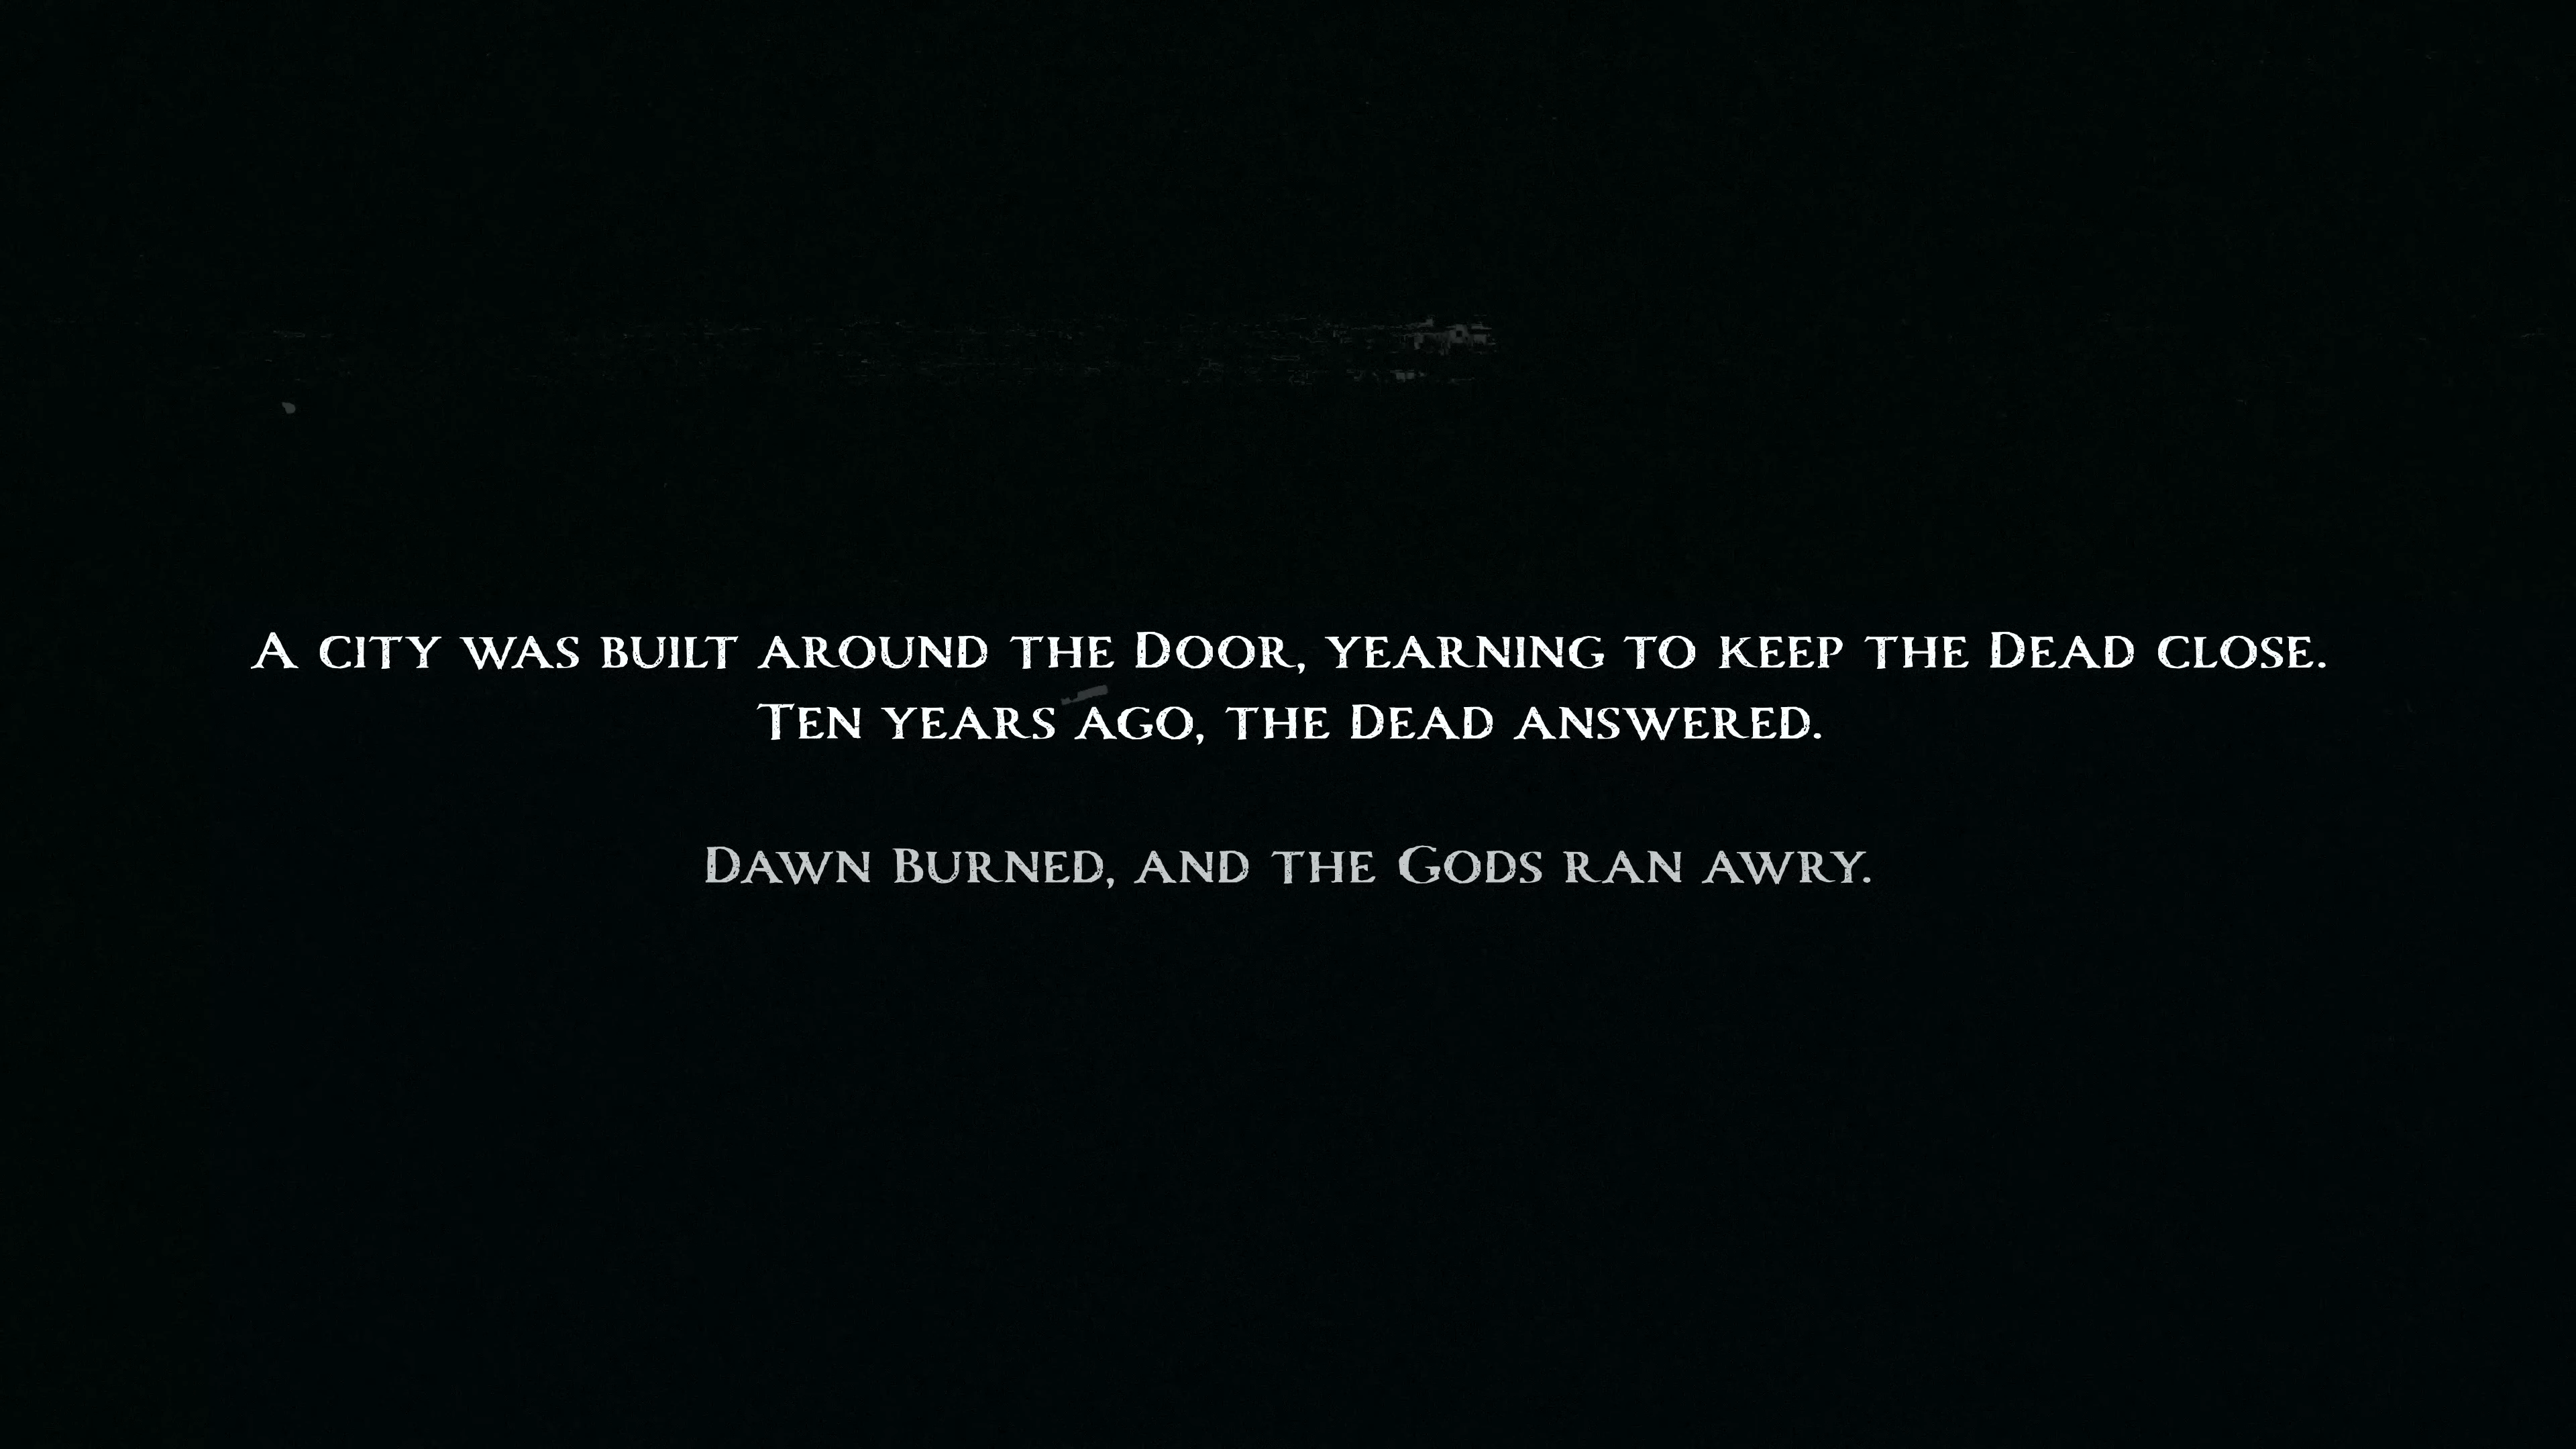 A city was built around the Door, yearning to keep the Dead close.
Ten years ago, the Dead answered.
Dawn Burned, and the Gods ran awry.